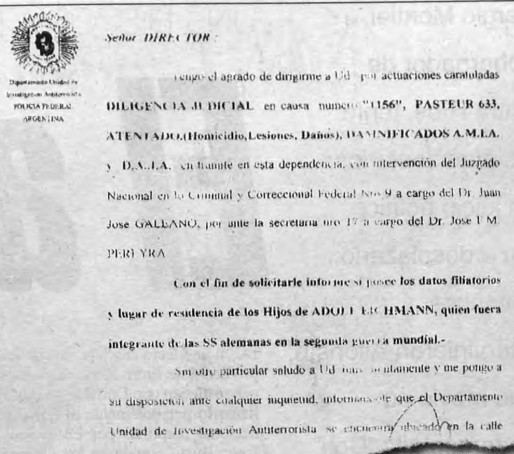 Departamento Unidad de
Investigación Antiterrorista
POLICIA FEDERAL
ARGENTINA
Señor DIRECTOR :
Tengo el agrado de dirigirme a Ud por actuaciones caratuladas
DILIGENCIA JUDICIAL en causa numero "1156", PASTEUR 633,
ATENTADO.(Homicidio,Lesiones, Daños), DAMNIFICADOS A.M.I.A.
y D.A.I.A. en tramite en esta dependencia, con intervención del Juzgado
Nacional en lo Criminal y Correccional Federal Nro 9 a cargo del Dr. Juan
Jose GALEANO, por ante la secretaria nro 17 a cargo del Dr. Jose F M.
PEREYRA
Con el fin de solicitarle informe si posee los datos filiatorios
y lugar de residencia de los Hijos de ADOLF EICHMANN, quien fuera
integrante de las SS alemanas en la segunda guerra mundial.-
Sin otro particular saludo a Ud muy atentamente y me pongo a
su disposición ante cualquier inquietud, de que el Departamento
Unidad de Investigación Antiterrorista se encuentra ubicado en la calle